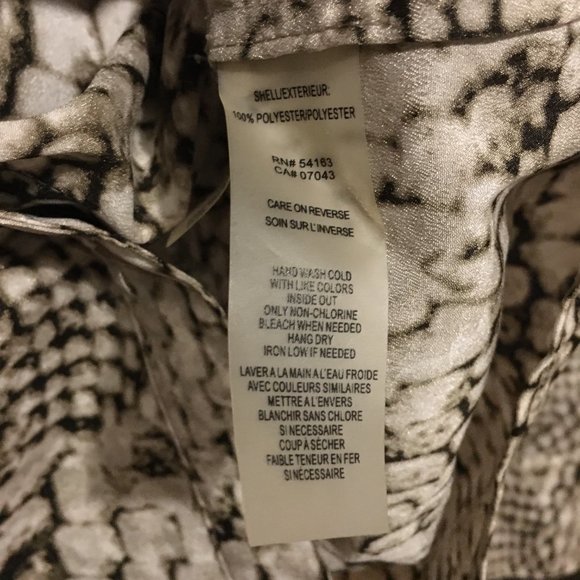 SHELL/EXTERIEUR:
100% POLYESTER/POLYESTER
RN# 54163
CA# 07043
CARE ON REVERSE
SOIN SUR L'INVERSE
HAND WASH COLD
WITH LIKE COLORS
INSIDE OUT
ONLY NON-CHLORINE
BLEACH WHEN NEEDED
HANG DRY
IRON LOW IF NEEDED
LAVER A LA MAIN A L'EAU FROIDE
AVEC COULEURS SIMILAIRES
METTRE A L'ENVERS
BLANCHIR SANS CHLORE
SI NECESSAIRE
COUP A SÉCHER
FAIBLE TENEUR EN FER
SI NÉCESSAIRE